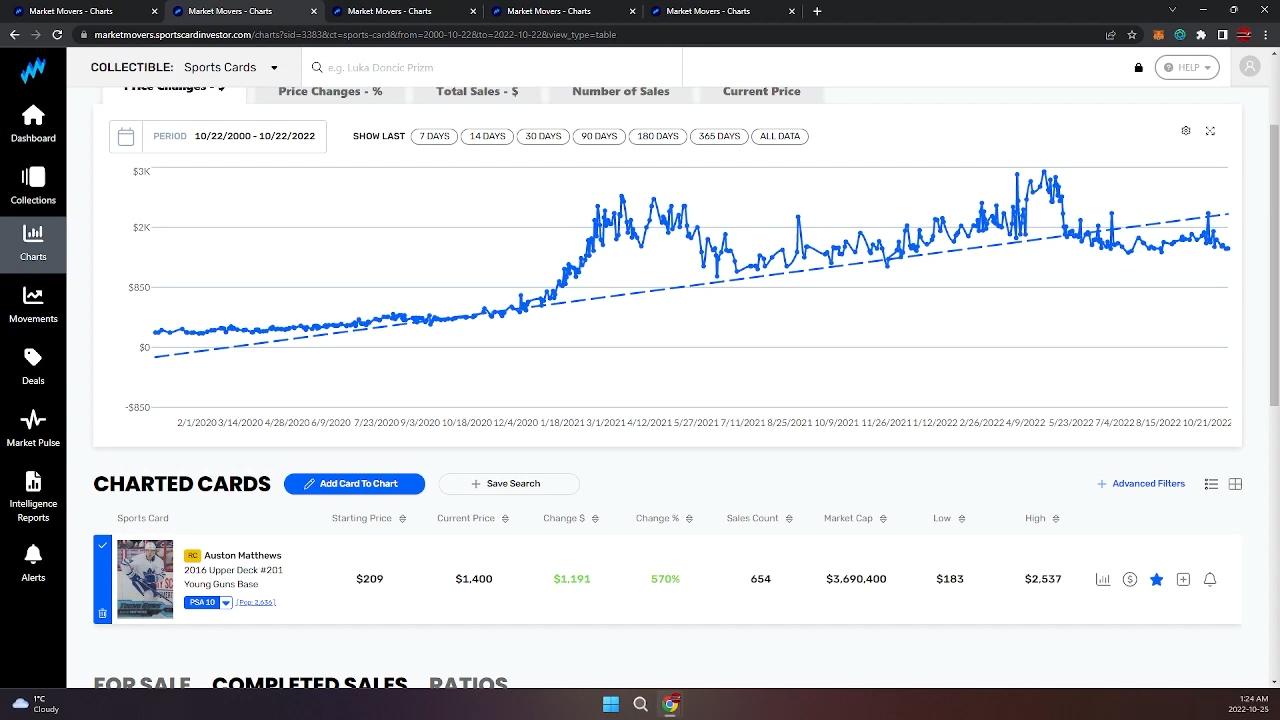 Market Movers - Charts
Market Movers - Charts
Market Movers - Charts
Market Movers - Charts
Market Movers - Charts
marketmovers.sportscardinvestor.com/charts?sid=3383&ct=sports-card&from=2000-10-22&to=2022-10-22&view_type=table
COLLECTIBLE: Sports Cards
e.g. Luka Doncic Prizm
HELP
Dashboard
Collections
Charts
Movements
Deals
Market Pulse
Intelligence
Reports
Alerts
Price Changes - $
Price Changes - %
Total Sales - $
Number of Sales
Current Price
PERIOD 10/22/2000 - 10/22/2022
SHOW LAST 7 DAYS 14 DAYS 30 DAYS 90 DAYS 180 DAYS 365 DAYS ALL DATA
$3K
$2K
$850
$0
-$850
2/1/2020 3/14/2020 4/28/2020 6/9/2020 7/23/2020 9/3/2020 10/18/2020 12/4/2020 1/18/2021 3/1/2021 4/12/2021 5/27/2021 7/11/2021 8/25/2021 10/9/2021 11/26/2021 1/12/2022 2/26/2022 4/9/2022 5/23/2022 7/4/2022 8/15/2022 10/21/2022
CHARTED CARDS
Add Card To Chart
+ Save Search
+ Advanced Filters
Sports Card Starting Price Current Price Change $ Change % Sales Count Market Cap Low High
RC Auston Matthews
2016 Upper Deck #201
Young Guns Base
PSA 10 [Pop: 2,636]
$209 $1,400 $1,191 570% 654 $3,690,400 $183 $2,537
FOR SALE COMPLETED SALES RATIOS
1°C
Cloudy
1:24 AM
2022-10-25